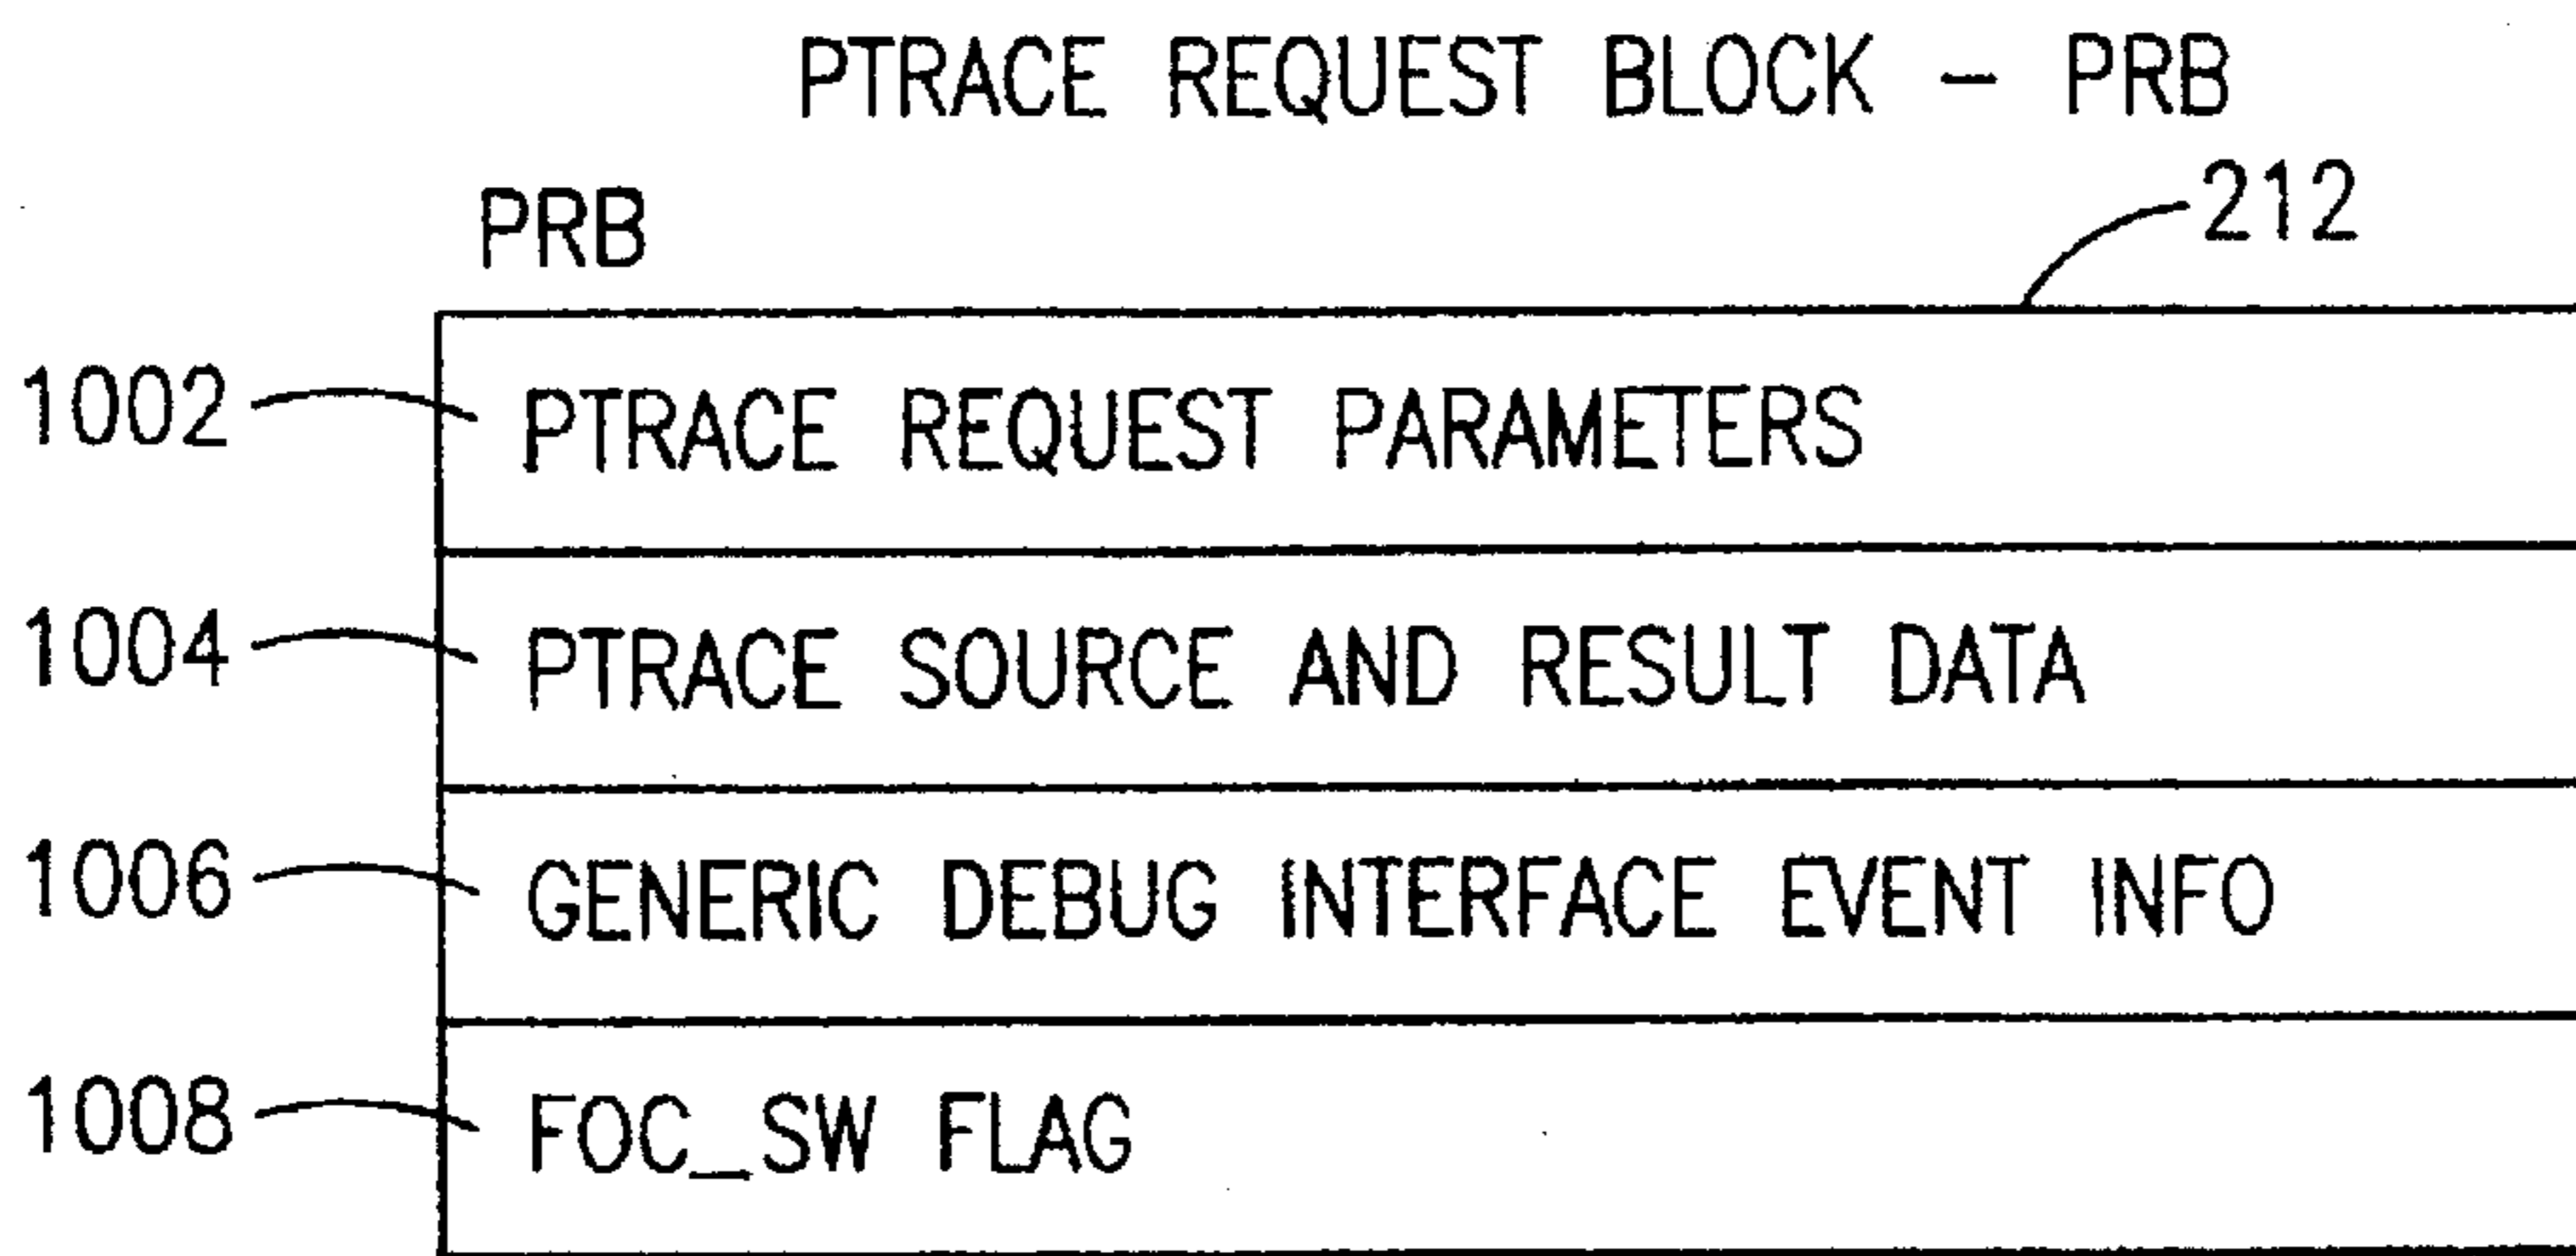 PTRACE REQUEST BLOCK – PRB
PRB
212
1002 PTRACE REQUEST PARAMETERS
1004 PTRACE SOURCE AND RESULT DATA
1006 GENERIC DEBUG INTERFACE EVENT INFO
1008 FOC_SW FLAG